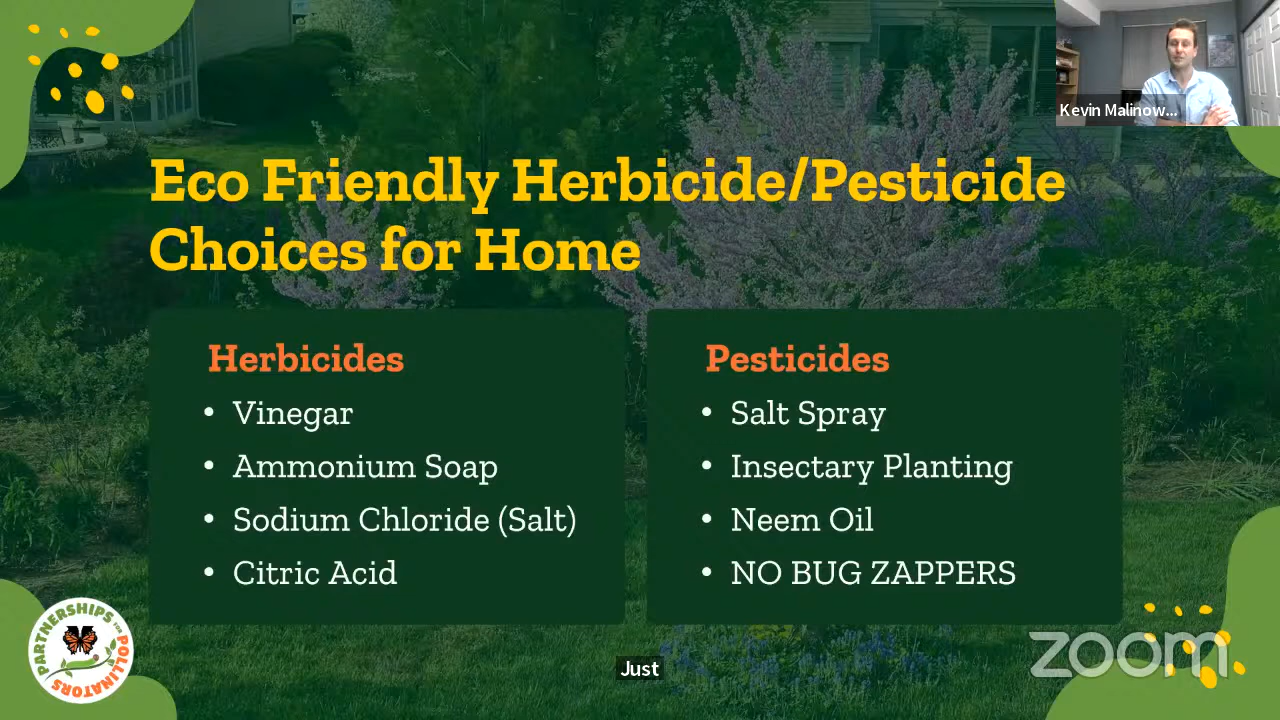 Kevin Malinow...
Eco Friendly Herbicide/Pesticide
Choices for Home
Herbicides
• Vinegar
• Ammonium Soap
• Sodium Chloride (Salt)
• Citric Acid
Pesticides
• Salt Spray
• Insectary Planting
• Neem Oil
• NO BUG ZAPPERS
PARTNERSHIPS FOR POLLINATORS
Just
zoom